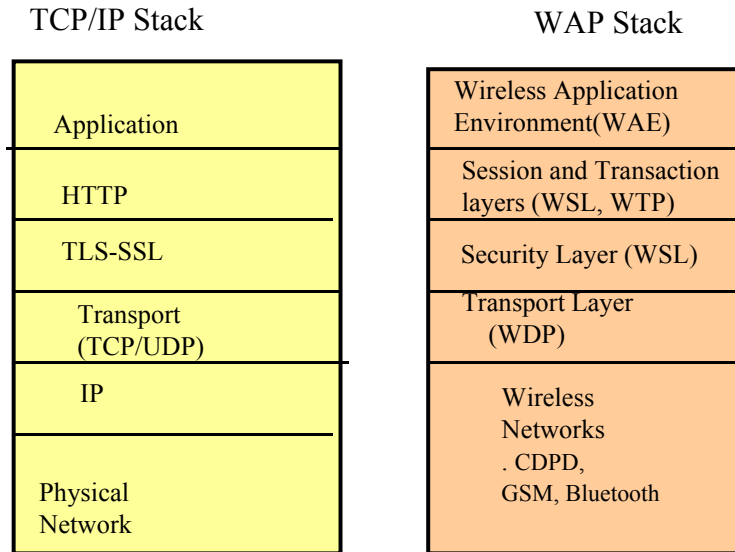 TCP/IP Stack
Application
HTTP
TLS-SSL
Transport
(TCP/UDP)
IP
Physical
Network
WAP Stack
Wireless Application
Environment(WAE)
Session and Transaction
layers (WSL, WTP)
Security Layer (WSL)
Transport Layer
(WDP)
Wireless
Networks
. CDPD,
GSM, Bluetooth